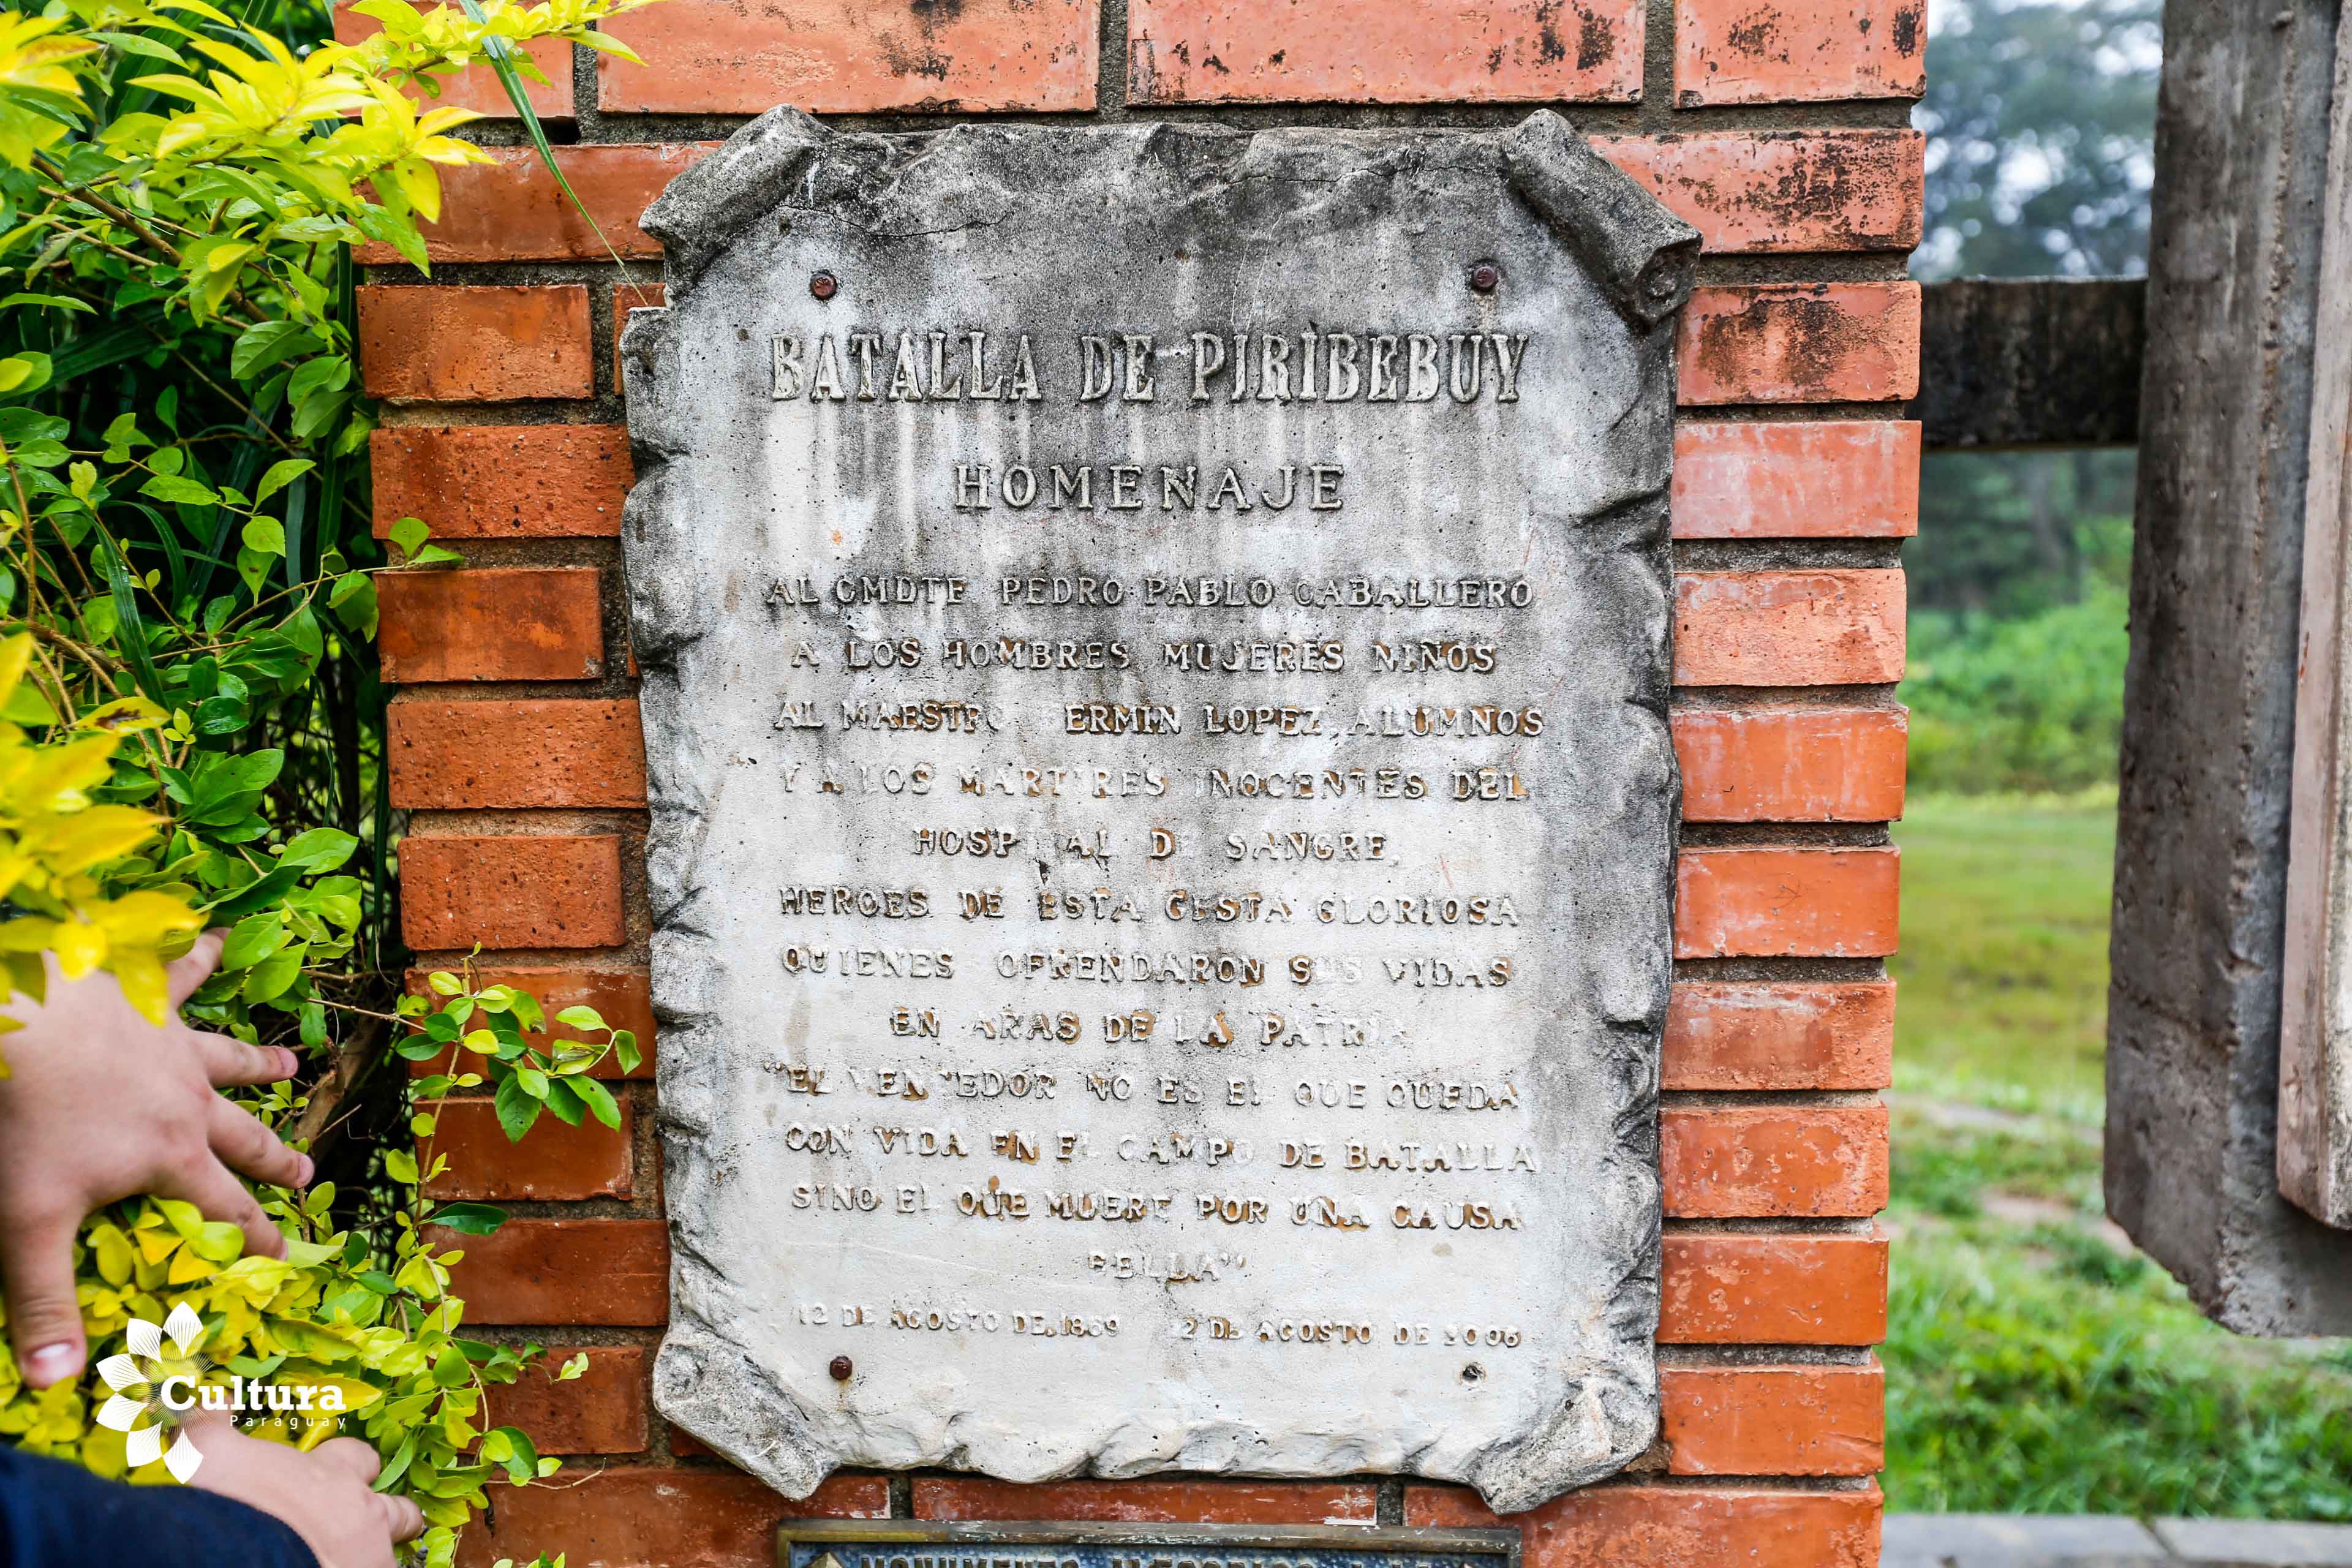 BATALLA DE PIRIBEBUY
HOMENAJE
AL CMDTE PEDRO PABLO CABALLERO
A LOS HOMBRES MUJERES NIÑOS
AL MAESTRO FERMIN LOPEZ, ALUMNOS
Y A LOS MARTIRES INOCENTES DEL
HOSPITAL DE SANGRE,
HEROES DE ESTA GESTA GLORIOSA
QUIENES OFRENDARON SUS VIDAS
EN ARAS DE LA PATRIA
"EL VENCEDOR NO ES EL QUE QUEDA
CON VIDA EN EL CAMPO DE BATALLA
SINO EL QUE MUERE POR UNA CAUSA
BELLA"
12 DE AGOSTO DE 1869 12 DE AGOSTO DE 2006
Cultura
Paraguay